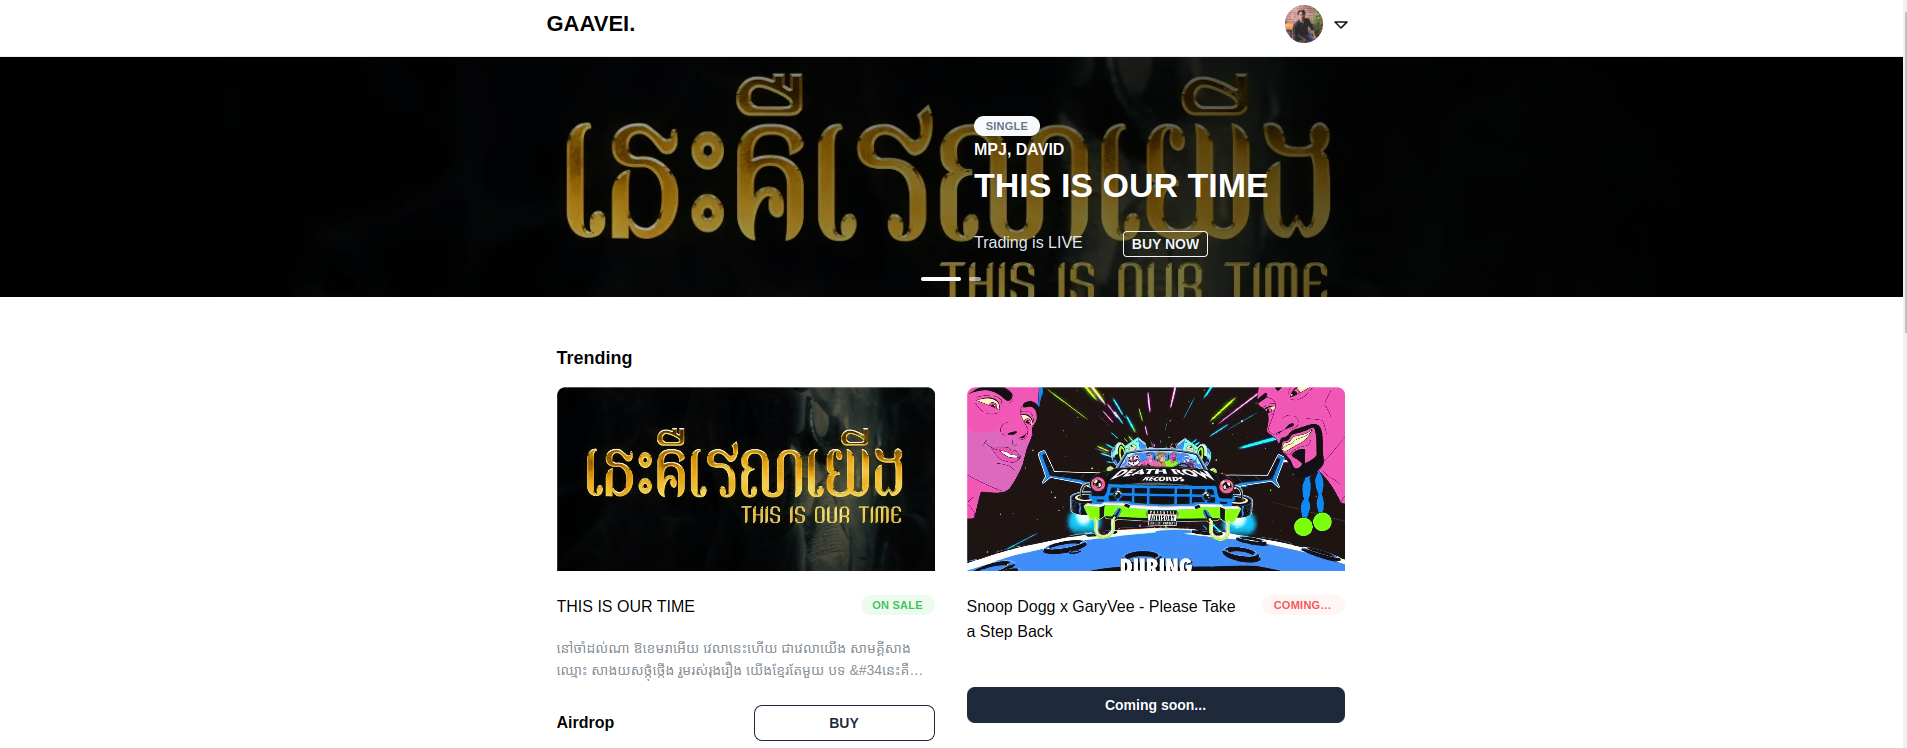 GAAVEI.
នេះគឺវេលាយើង
SINGLE
MPJ, DAVID
THIS IS OUR TIME
Trading is LIVE
BUY NOW
THIS IS OUR TIME
Trending
នេះគឺវេលាយើង
THIS IS OUR TIME
DEATH ROW
RECORDS
PARENTAL
ADVISORY
DURING
THIS IS OUR TIME
ON SALE
Snoop Dogg x GaryVee - Please Take
a Step Back
COMING...
នៅចាំដល់ណា ឱខេមរាអើយ វេលានេះហើយ ជាវេលាយើង សាមគ្គីសាង
ឈ្មោះ សាងយសថ្កុំថ្កើង រួមរស់រុងរឿង យើងខ្មែរតែមួយ បទ &#34នេះគឺ...
Airdrop
BUY
Coming soon...